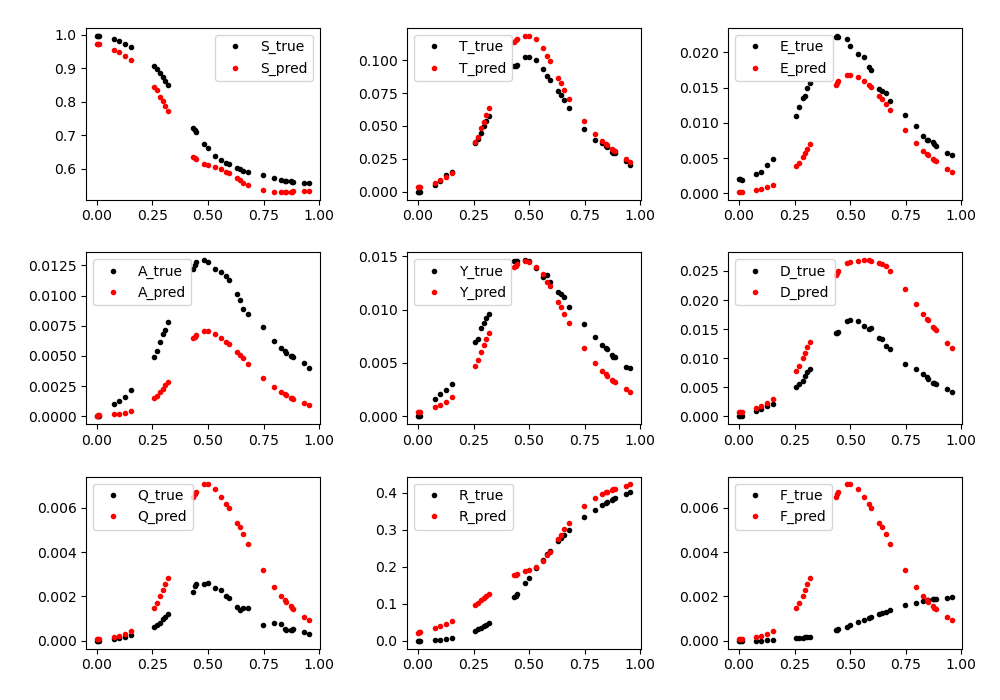 1.0
0.9
0.8
0.7
0.6
S_true
S_pred
0.00 0.25 0.50 0.75 1.00
0.100
0.075
0.050
0.025
0.000
T_true
T_pred
0.00 0.25 0.50 0.75 1.00
0.020
0.015
0.010
0.005
0.000
E_true
E_pred
0.00 0.25 0.50 0.75 1.00
0.0125
0.0100
0.0075
0.0050
0.0025
0.0000
A_true
A_pred
0.00 0.25 0.50 0.75 1.00
0.015
0.010
0.005
0.000
Y_true
Y_pred
0.00 0.25 0.50 0.75 1.00
0.025
0.020
0.015
0.010
0.005
0.000
D_true
D_pred
0.00 0.25 0.50 0.75 1.00
0.006
0.004
0.002
0.000
Q_true
Q_pred
0.00 0.25 0.50 0.75 1.00
0.4
0.3
0.2
0.1
0.0
R_true
R_pred
0.00 0.25 0.50 0.75 1.00
0.006
0.004
0.002
0.000
F_true
F_pred
0.00 0.25 0.50 0.75 1.00